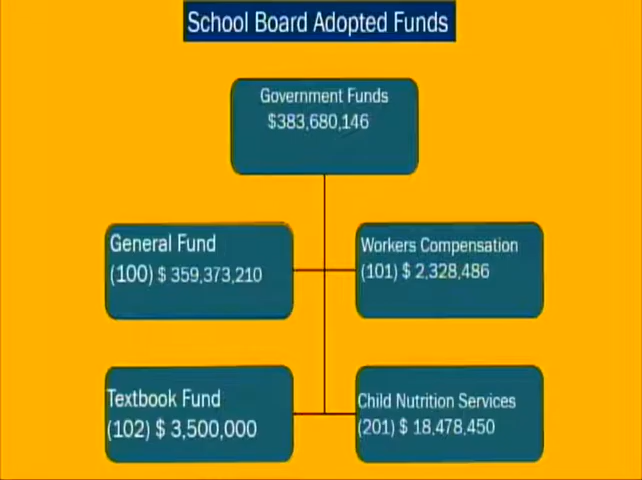 School Board Adopted Funds
Government Funds
$383,680,146
General Fund
(100) $ 359,373,210
Workers Compensation
(101) $ 2,328,486
Textbook Fund
(102) $ 3,500,000
Child Nutrition Services
(201) $ 18,478,450